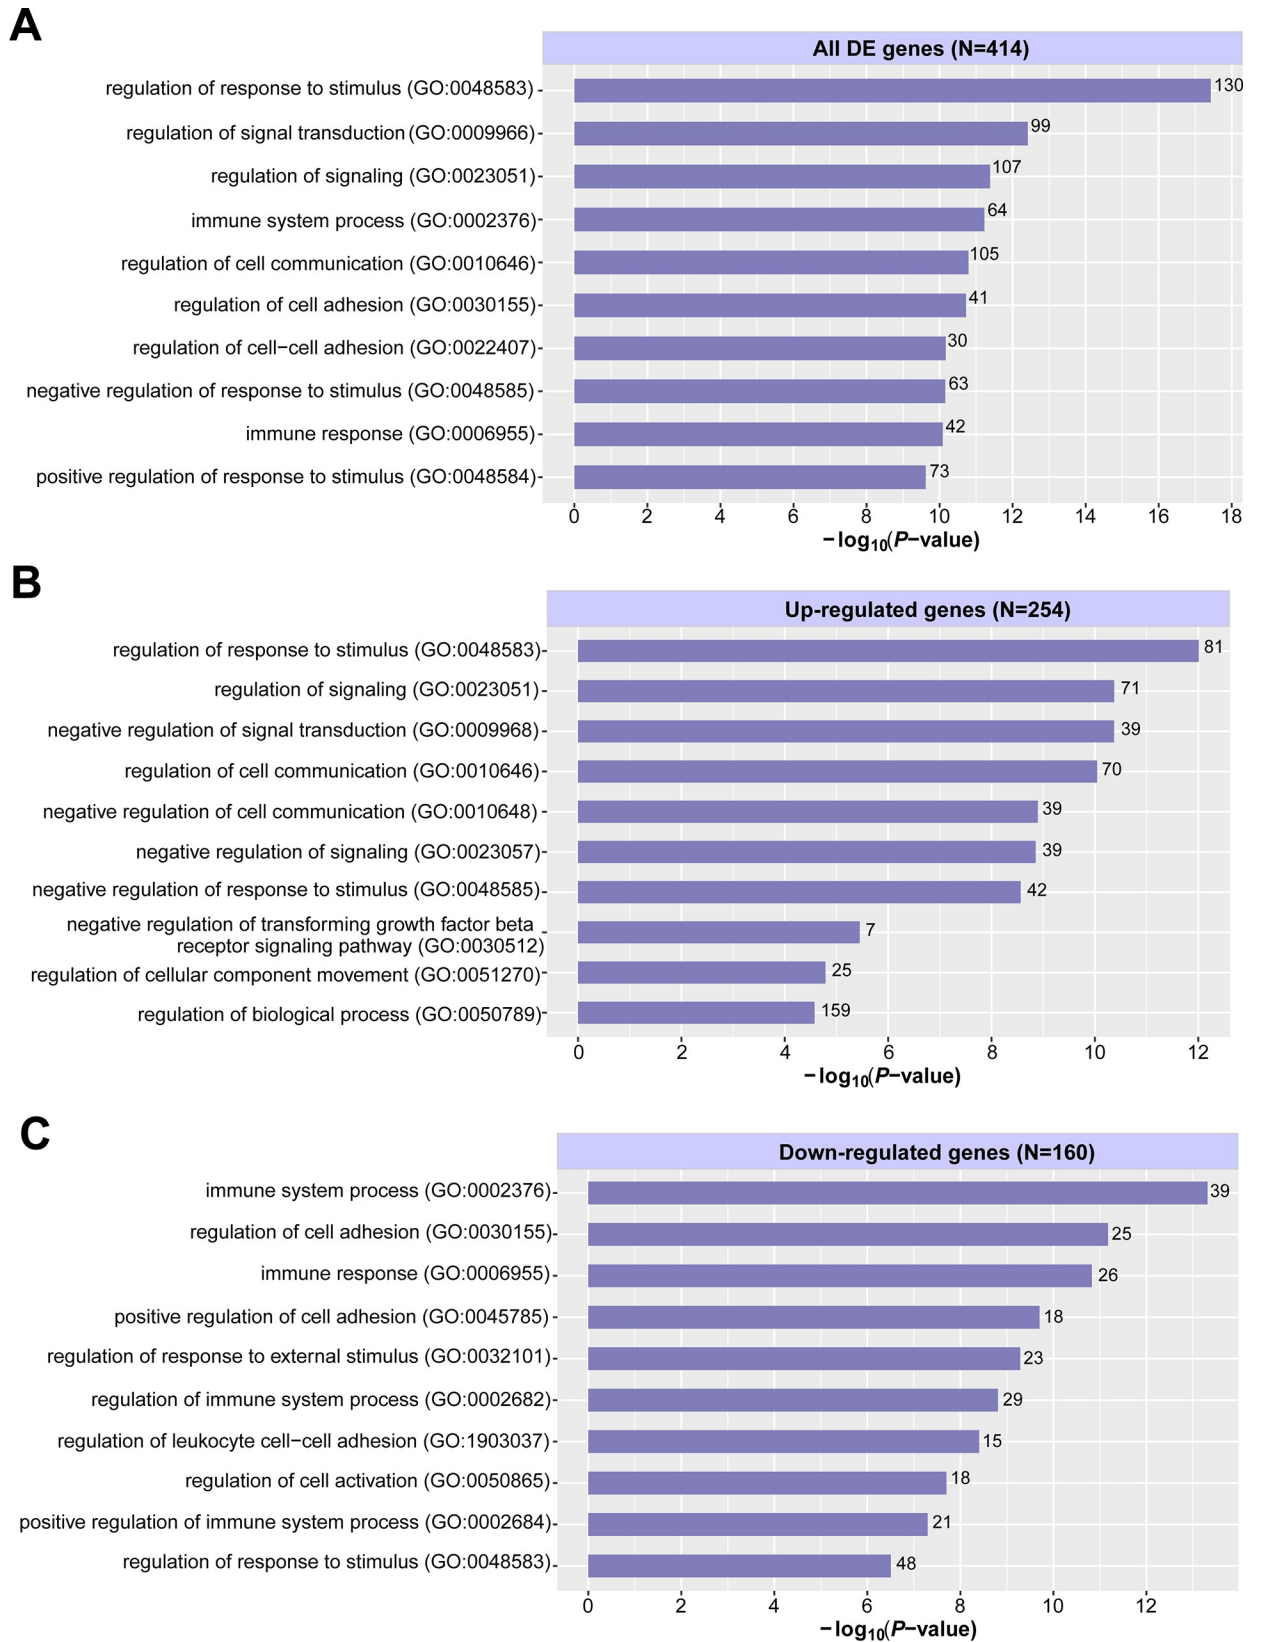 A
All DE genes (N=414)
regulation of response to stimulus (GO:0048583) 130
regulation of signal transduction (GO:0009966) 99
regulation of signaling (GO:0023051) 107
immune system process (GO:0002376) 64
regulation of cell communication (GO:0010646) 105
regulation of cell adhesion (GO:0030155) 41
regulation of cell−cell adhesion (GO:0022407) 30
negative regulation of response to stimulus (GO:0048585) 63
immune response (GO:0006955) 42
positive regulation of response to stimulus (GO:0048584) 73
0 2 4 6 8 10 12 14 16 18
−log10(P−value)
B
Up-regulated genes (N=254)
regulation of response to stimulus (GO:0048583) 81
regulation of signaling (GO:0023051) 71
negative regulation of signal transduction (GO:0009968) 39
regulation of cell communication (GO:0010646) 70
negative regulation of cell communication (GO:0010648) 39
negative regulation of signaling (GO:0023057) 39
negative regulation of response to stimulus (GO:0048585) 42
negative regulation of transforming growth factor beta
receptor signaling pathway (GO:0030512) 7
regulation of cellular component movement (GO:0051270) 25
regulation of biological process (GO:0050789) 159
0 2 4 6 8 10 12
−log10(P−value)
C
Down-regulated genes (N=160)
immune system process (GO:0002376) 39
regulation of cell adhesion (GO:0030155) 25
immune response (GO:0006955) 26
positive regulation of cell adhesion (GO:0045785) 18
regulation of response to external stimulus (GO:0032101) 23
regulation of immune system process (GO:0002682) 29
regulation of leukocyte cell−cell adhesion (GO:1903037) 15
regulation of cell activation (GO:0050865) 18
positive regulation of immune system process (GO:0002684) 21
regulation of response to stimulus (GO:0048583) 48
0 2 4 6 8 10 12
−log10(P−value)